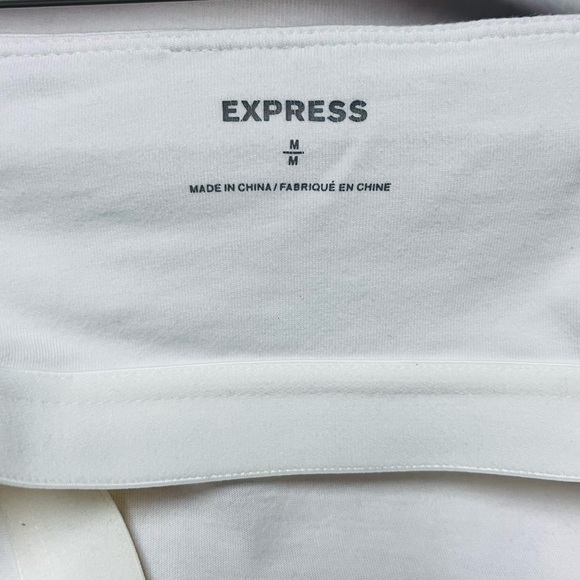 EXPRESS
M
M
MADE IN CHINA/FABRIQUÉ EN CHINE